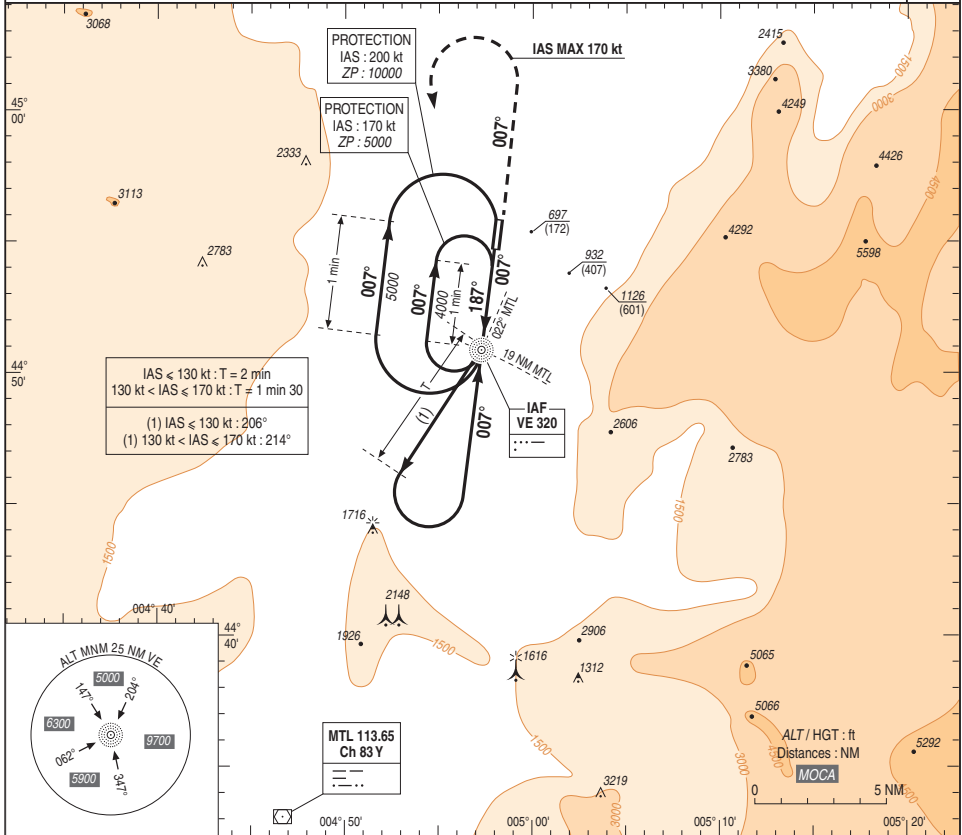 3068
PROTECTION
IAS : 200 kt
ZP : 10000
IAS MAX 170 kt
2415
1500
3380
3000
45°
00'
PROTECTION
IAS : 170 kt
ZP : 5000
4249
007°
2333
4426
4500
3113
697
(172)
4292
5598
2783
932
(407)
1126
(601)
1 min
007°
5000
007°
4000
1 min
187°
007°
022° MTL
19 NM MTL
44°
50'
IAS ⩽ 130 kt : T = 2 min
130 kt < IAS ⩽ 170 kt : T = 1 min 30
(1) IAS ⩽ 130 kt : 206°
(1) 130 kt < IAS ⩽ 170 kt : 214°
T
(1)
007°
IAF
VE 320
2606
2783
1500
1716
1500
004° 40'
2148
1926
1500
44°
40'
2906
1616
1312
5065
5066
ALT MNM 25 NM VE
5000
147°
204°
6300
9700
062°
5900
347°
MTL 113.65
Ch 83 Y
1500
3219
3000
3000
4500
ALT / HGT : ft
Distances : NM
MOCA
0
5 NM
5292
4500
004° 50'
005° 00'
005° 10'
005° 20'